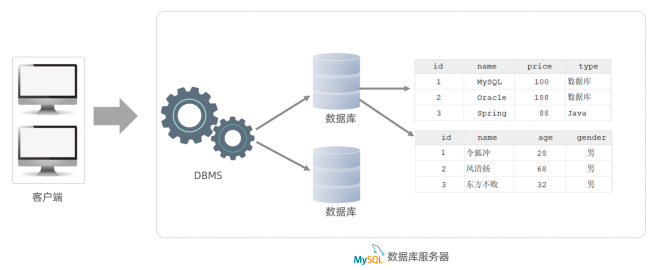 客户端
DBMS
数据库
数据库
id name price type
1 MySQL 100 数据库
2 Oracle 188 数据库
3 Spring 88 Java
id name age gender
1 令狐冲 28 男
2 风清扬 68 男
3 东方不败 32 男
MySQL 数据库服务器